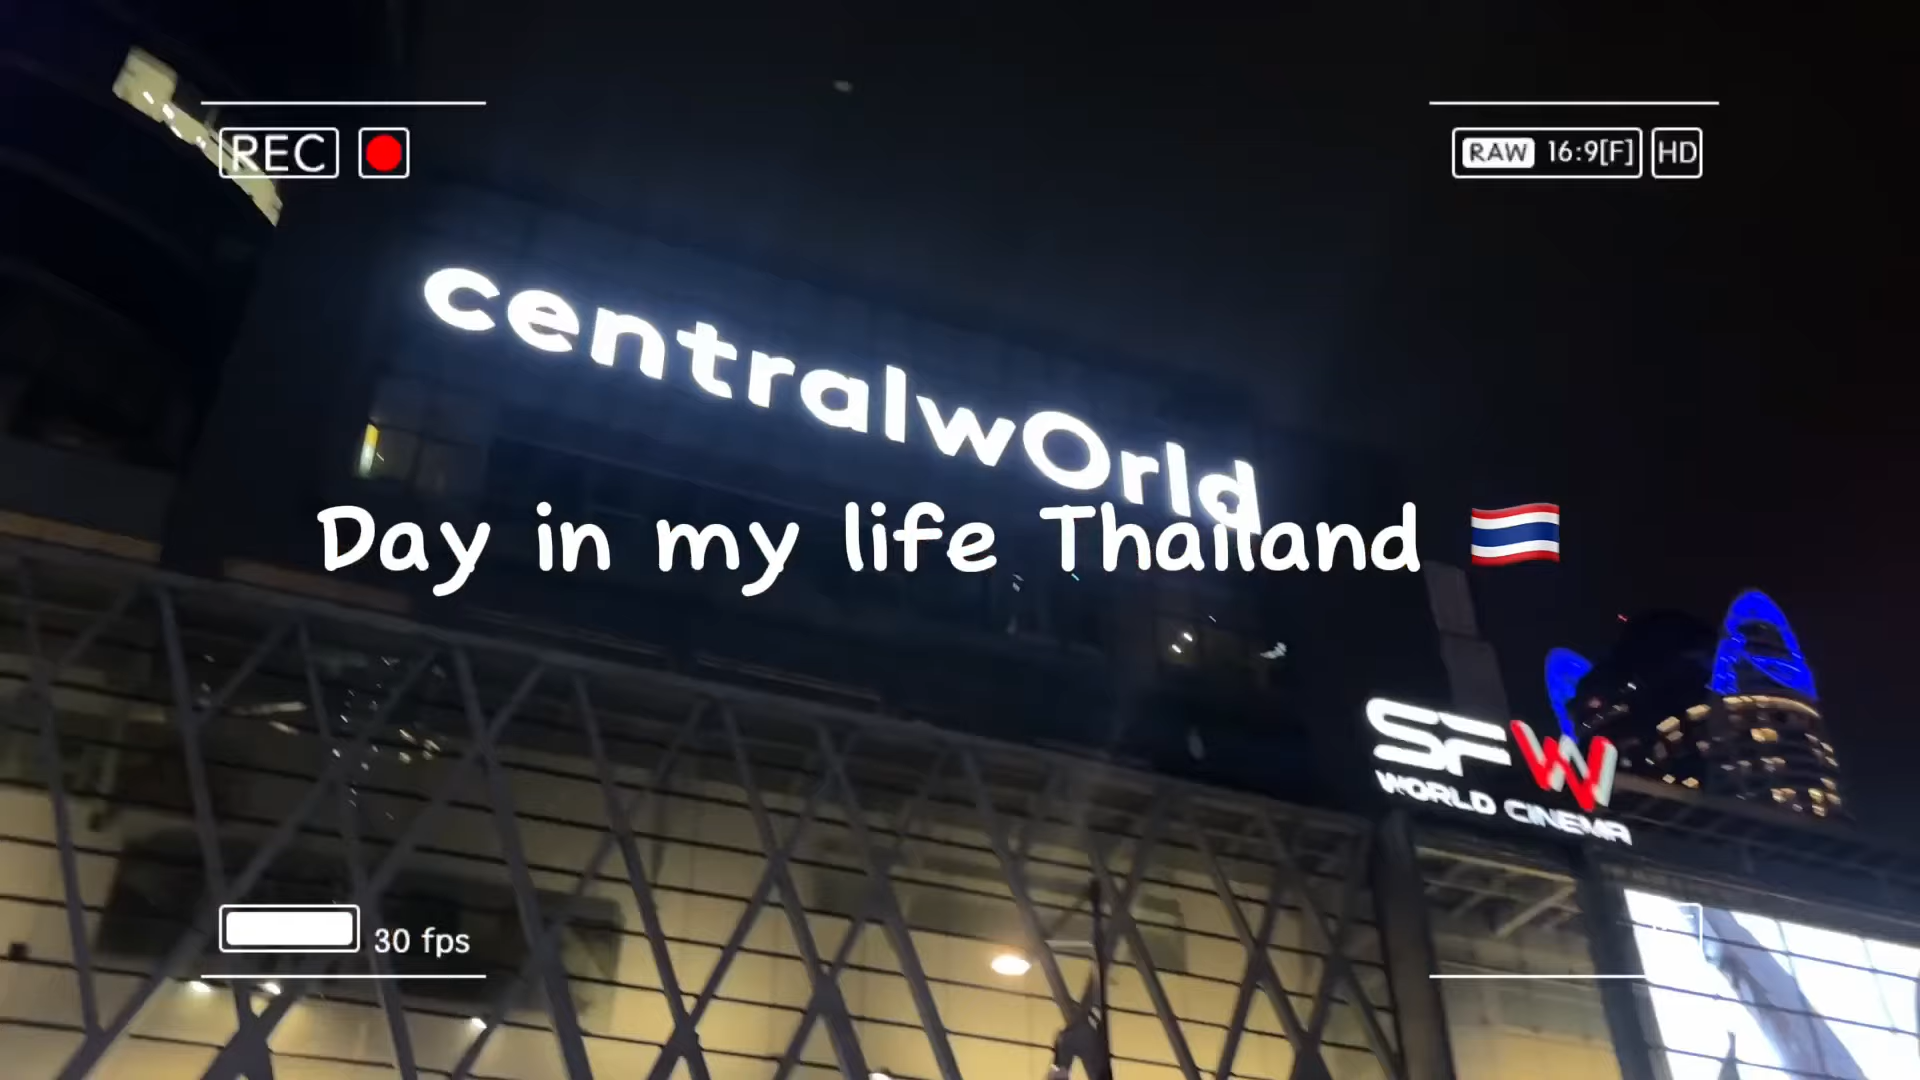 REC
RAW 16:9[F] HD
centralwOrld
Day in my life Thailand 🇹🇭
SFW
WORLD CINEMA
30 fps